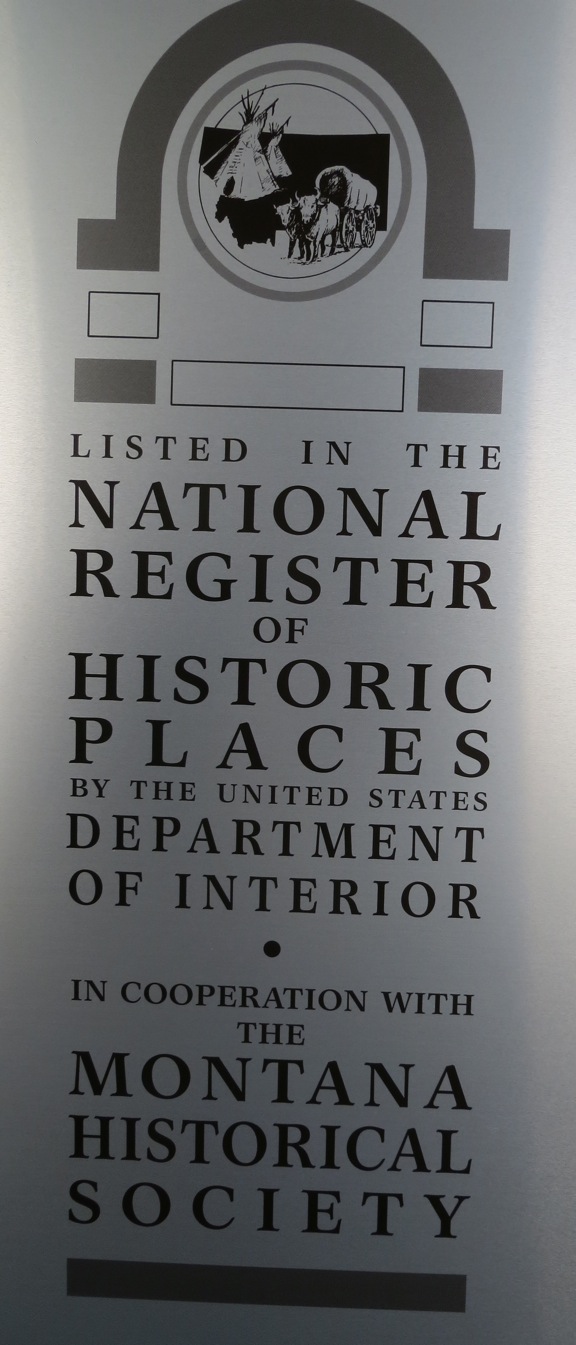 LISTED IN THE
NATIONAL
REGISTER
OF
HISTORIC
PLACES
BY THE UNITED STATES
DEPARTMENT
OF INTERIOR
•
IN COOPERATION WITH
THE
MONTANA
HISTORICAL
SOCIETY